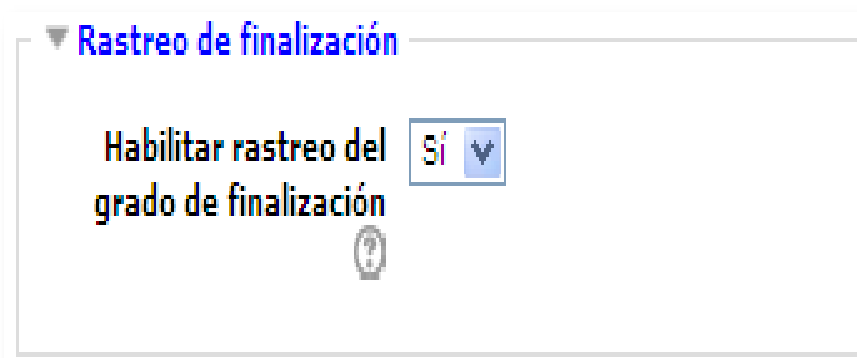 Rastreo de finalización
Habilitar rastreo del
grado de finalización
Sí
?